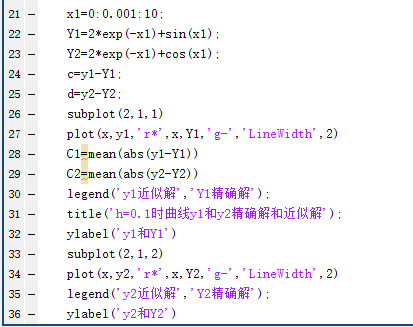 21 - x1=0:0.001:10;
22 - Y1=2*exp(-x1)+sin(x1);
23 - Y2=2*exp(-x1)+cos(x1);
24 - c=y1-Y1;
25 - d=y2-Y2;
26 - subplot(2,1,1)
27 - plot(x,y1,'r*',x,Y1,'g-','LineWidth',2)
28 - C1=mean(abs(y1-Y1))
29 - C2=mean(abs(y2-Y2))
30 - legend('y1近似解','Y1精确解');
31 - title('h=0.1时曲线y1和y2精确解和近似解');
32 - ylabel('y1和Y1')
33 - subplot(2,1,2)
34 - plot(x,y2,'r*',x,Y2,'g-','LineWidth',2)
35 - legend('y2近似解','Y2精确解');
36 - ylabel('y2和Y2')